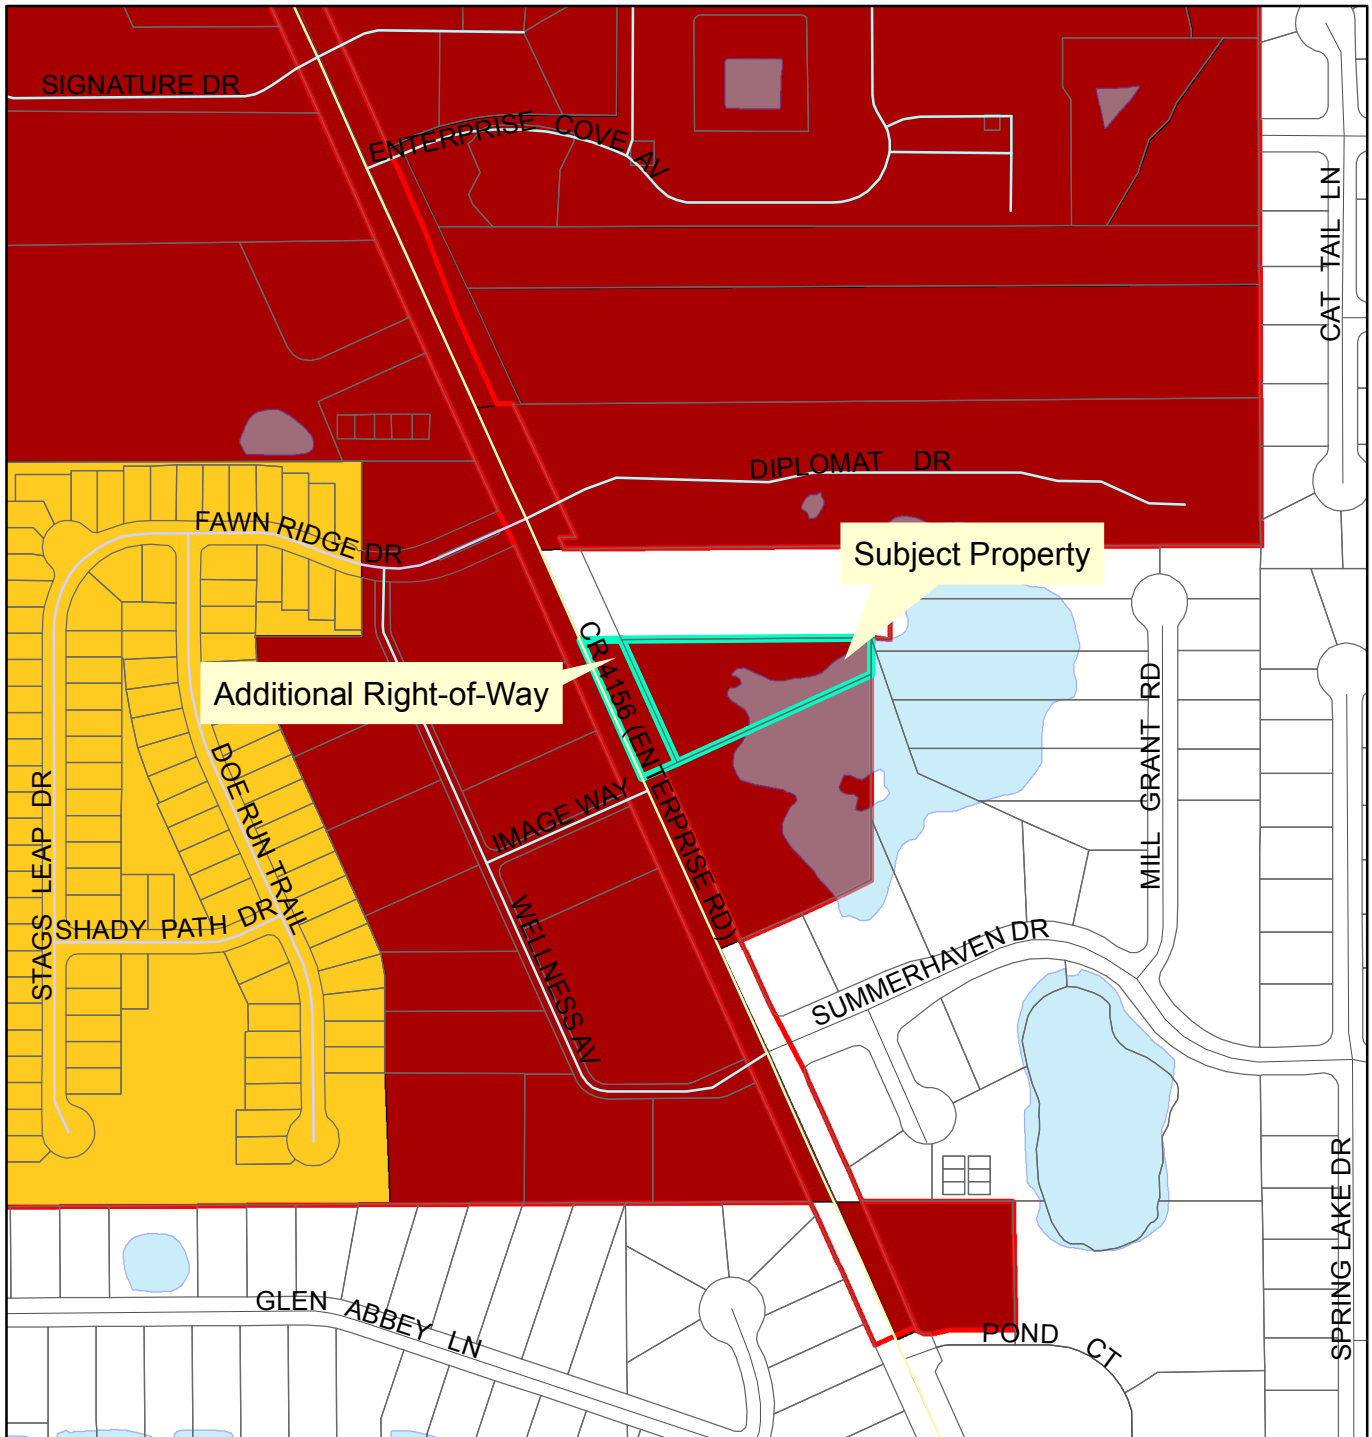 SIGNATURE DR
ENTERPRISE COVE AV
CAT TAIL LN
DIPLOMAT DR
FAWN RIDGE DR
Subject Property
Additional Right-of-Way
CR 4156 (ENTERPRISE RD)
MILL GRANT RD
DOE RUN TRAIL
STAGS LEAP DR
IMAGE WAY
SHADY PATH DR
WELLNESS AV
SUMMERHAVEN DR
SPRING LAKE DR
GLEN ABBEY LN
POND CT